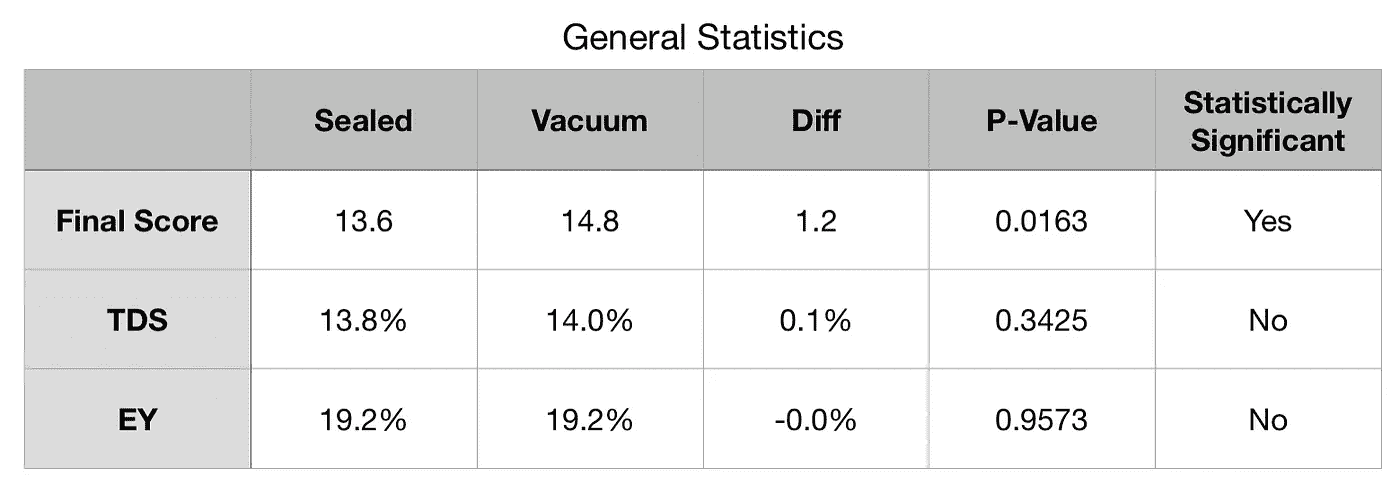 General Statistics
Sealed Vacuum Diff P-Value Statistically Significant
Final Score 13.6 14.8 1.2 0.0163 Yes
TDS 13.8% 14.0% 0.1% 0.3425 No
EY 19.2% 19.2% -0.0% 0.9573 No